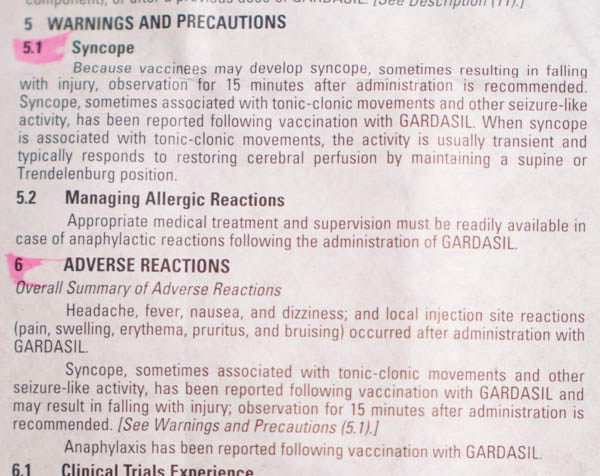 component), or after a previous dose of GARDASIL. [See Description (11).]
5 WARNINGS AND PRECAUTIONS
5.1 Syncope
Because vaccinees may develop syncope, sometimes resulting in falling
with injury, observation for 15 minutes after administration is recommended.
Syncope, sometimes associated with tonic-clonic movements and other seizure-like
activity, has been reported following vaccination with GARDASIL. When syncope
is associated with tonic-clonic movements, the activity is usually transient and
typically responds to restoring cerebral perfusion by maintaining a supine or
Trendelenburg position.
5.2 Managing Allergic Reactions
Appropriate medical treatment and supervision must be readily available in
case of anaphylactic reactions following the administration of GARDASIL.
6 ADVERSE REACTIONS
Overall Summary of Adverse Reactions
Headache, fever, nausea, and dizziness; and local injection site reactions
(pain, swelling, erythema, pruritus, and bruising) occurred after administration with
GARDASIL.
Syncope, sometimes associated with tonic-clonic movements and other
seizure-like activity, has been reported following vaccination with GARDASIL and
may result in falling with injury; observation for 15 minutes after administration is
recommended. [See Warnings and Precautions (5.1).]
Anaphylaxis has been reported following vaccination with GARDASIL.
6.1 Clinical Trials Experience